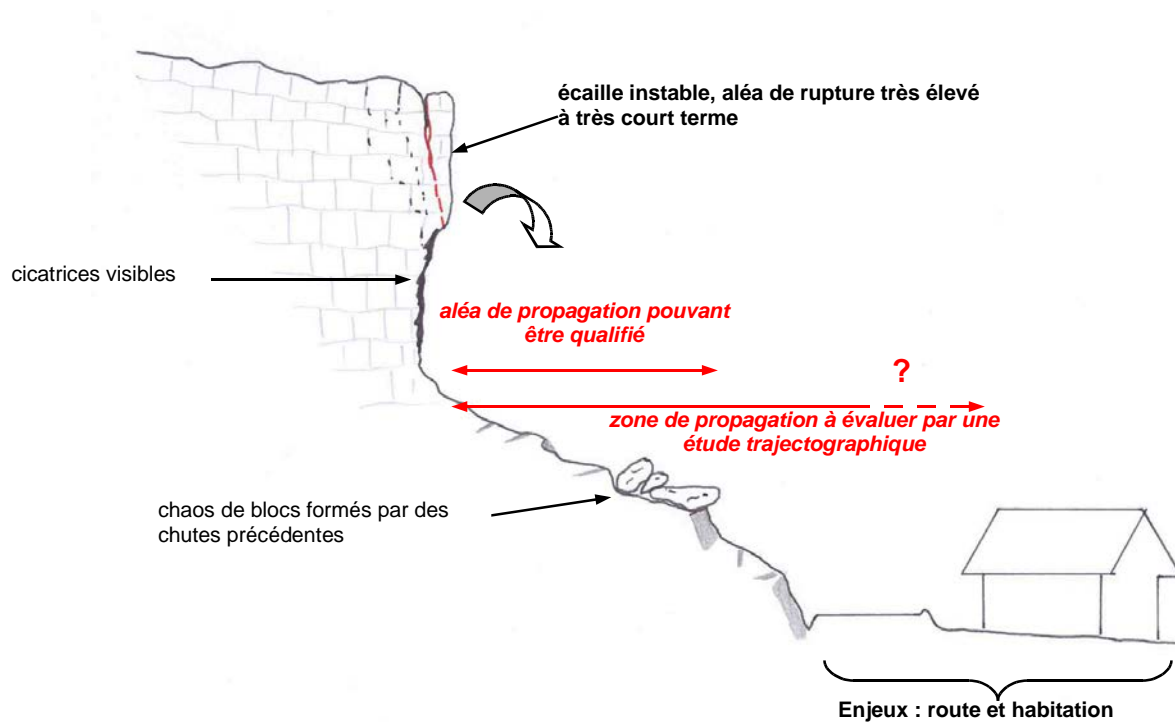 écaille instable, aléa de rupture très élevé
à très court terme
cicatrices visibles
aléa de propagation pouvant
être qualifié
?
zone de propagation à évaluer par une
étude trajectographique
chaos de blocs formés par des
chutes précédentes
Enjeux : route et habitation